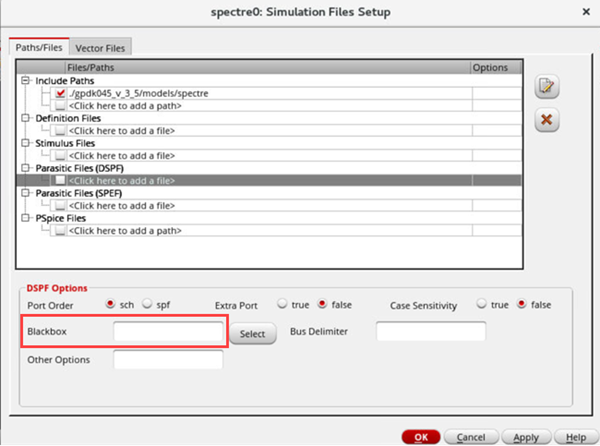 spectre0: Simulation Files Setup
Paths/Files Vector Files
Files/Paths Options
Include Paths
./gpdk045_v_3_5/models/spectre
<Click here to add a path>
Definition Files
<Click here to add a file>
Stimulus Files
<Click here to add a file>
Parasitic Files (DSPF)
<Click here to add a file>
Parasitic Files (SPEF)
<Click here to add a file>
PSpice Files
<Click here to add a path>
DSPF Options
Port Order sch spf Extra Port true false Case Sensitivity true false
Blackbox Select Bus Delimiter
Other Options
OK Cancel Apply Help